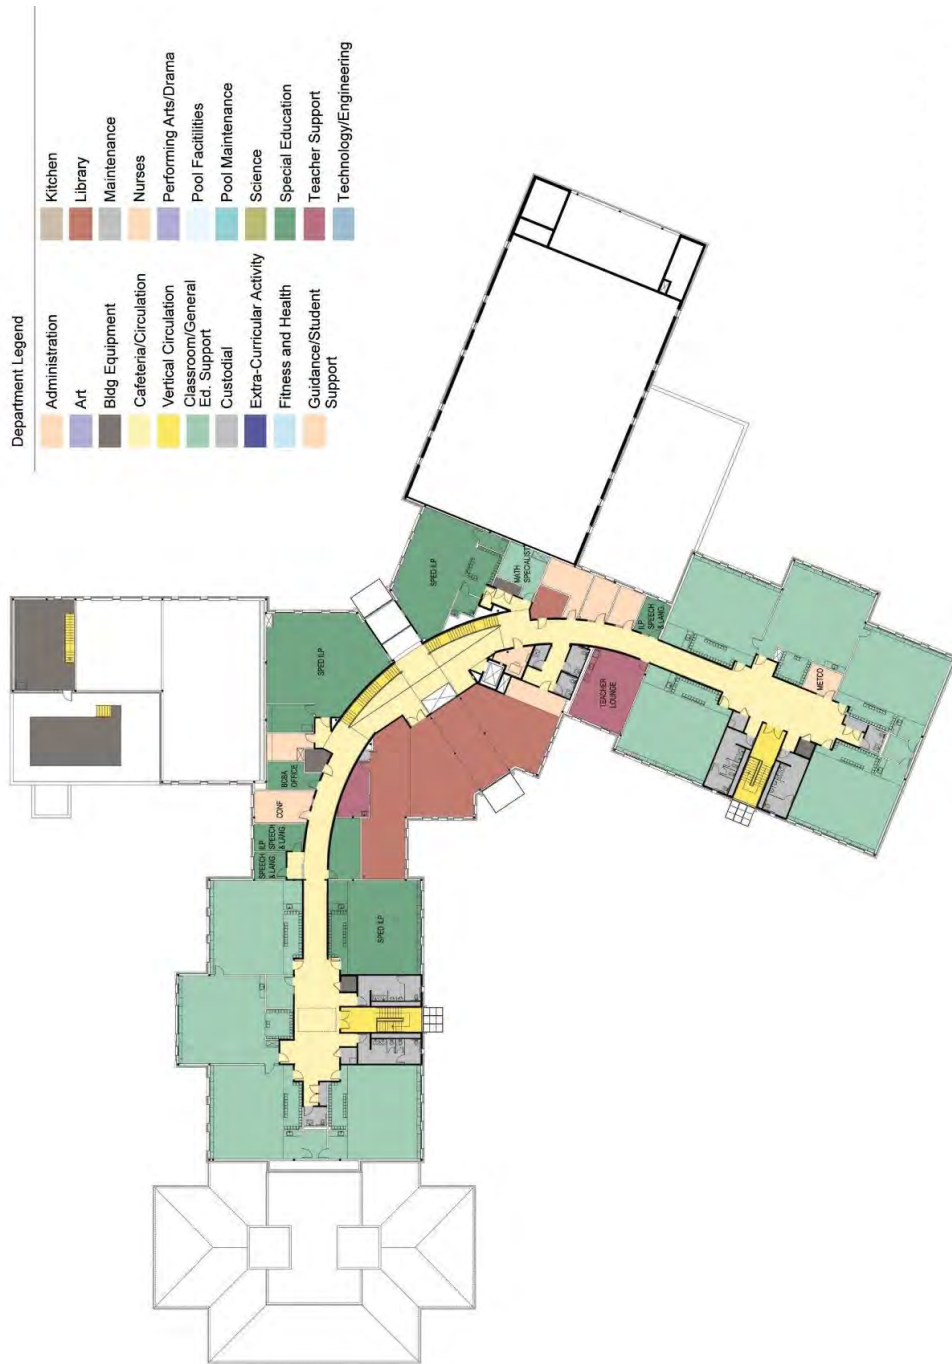 Department Legend
Administration
Art
Bldg Equipment
Cafeteria/Circulation
Vertical Circulation
Classroom/General
Ed. Support
Custodial
Extra-Curricular Activity
Fitness and Health
Guidance/Student
Support
Kitchen
Library
Maintenance
Nurses
Performing Arts/Drama
Pool Facitilities
Pool Maintenance
Science
Special Education
Teacher Support
Technology/Engineering
SPEECH
& LANG.
ILP
SPEECH
& LANG.
CONF
BCBA
OFFICE
SPED ILP
SPED ILP
SPED ILP
MATH
SPECIALIST
ILP
SPEECH
& LANG.
TEACHER
LOUNGE
METCO